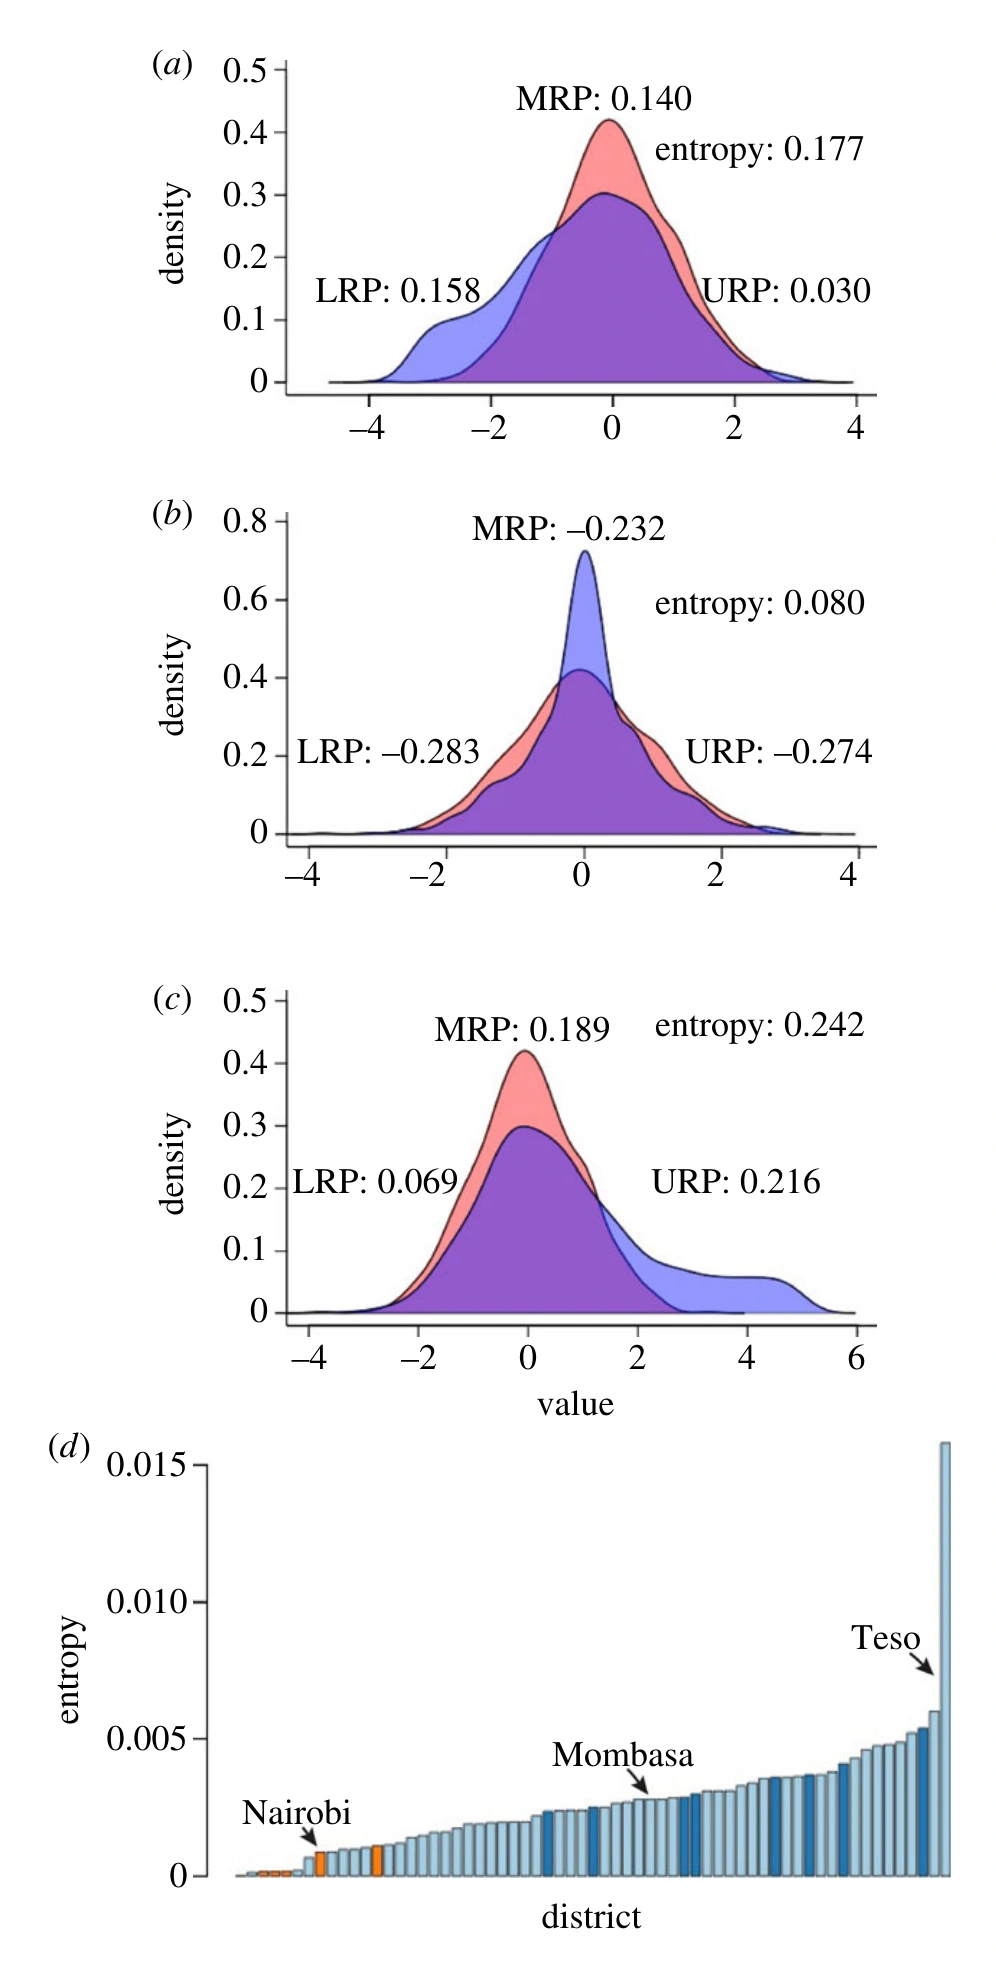 (a)
0.5
MRP: 0.140
0.4
entropy: 0.177
0.3
density
0.2
LRP: 0.158
URP: 0.030
0.1
0
–4 –2 0 2 4
(b)
0.8
MRP: –0.232
0.6
entropy: 0.080
density
0.4
LRP: –0.283
0.2
URP: –0.274
0
–4 –2 0 2 4
(c)
0.5
MRP: 0.189
entropy: 0.242
0.4
0.3
density
0.2
LRP: 0.069
URP: 0.216
0.1
0
–4 –2 0 2 4 6
value
(d)
0.015
0.010
entropy
Teso
0.005
Mombasa
Nairobi
0
district